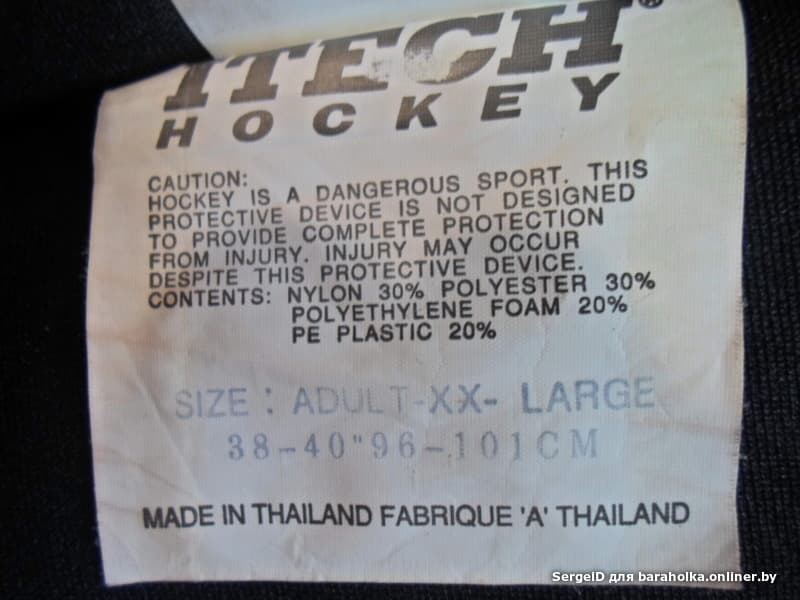 ITECH®
HOCKEY
CAUTION:
HOCKEY IS A DANGEROUS SPORT. THIS
PROTECTIVE DEVICE IS NOT DESIGNED
TO PROVIDE COMPLETE PROTECTION
FROM INJURY. INJURY MAY OCCUR
DESPITE THIS PROTECTIVE DEVICE.
CONTENTS: NYLON 30% POLYESTER 30%
POLYETHYLENE FOAM 20%
PE PLASTIC 20%
SIZE : ADULT-XX- LARGE
38-40"96-101CM
MADE IN THAILAND FABRIQUE 'A' THAILAND
SergeID для baraholka.onliner.by